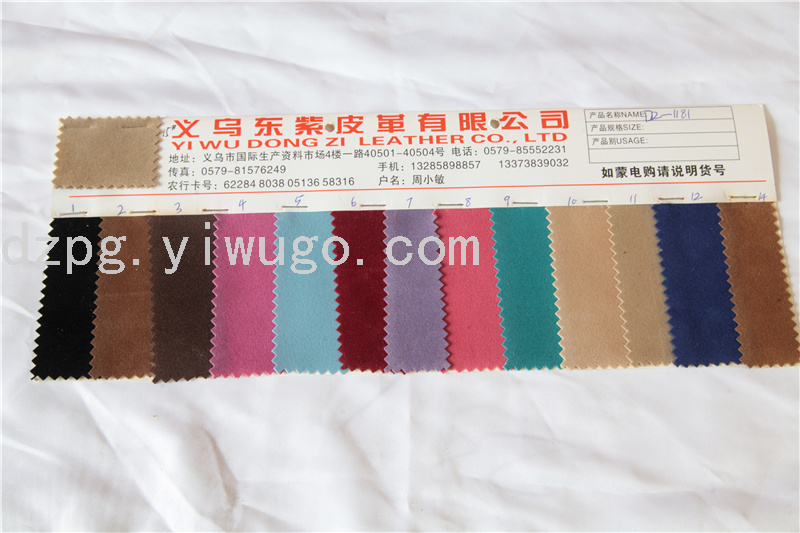 义乌东紫皮革有限公司
YI WU DONG ZI LEATHER CO., LTD
地址：义乌市国际生产资料市场4楼一路40501-40504号 电话：0579-85552231
传真：0579-81576249 手机：13285898857 13373839032
农行卡号：62284 8038 05136 58316 户名：周小敏
产品名称NAME: DZ-1181
产品规格SIZE:
产品别USAGE:
如蒙电购请说明货号
15#
1 2 3 4 5 6 7 8 9 10 11 12 14
dzpg.yiwugo.com